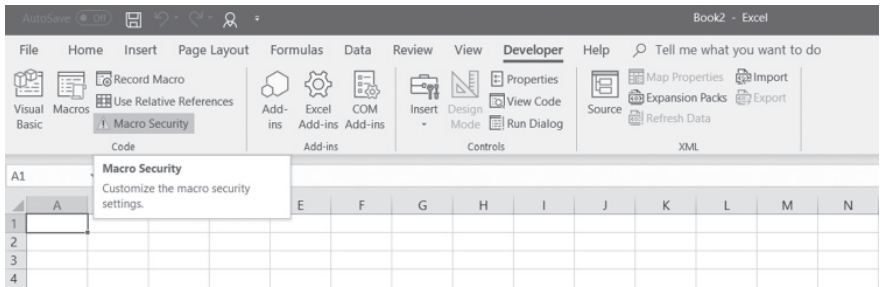 AutoSave Off
Book2 - Excel
File Home Insert Page Layout Formulas Data Review View Developer Help Tell me what you want to do
Visual Basic
Macros
Record Macro
Use Relative References
Macro Security
Code
Add-ins
Excel Add-ins
COM Add-ins
Add-ins
Insert
Design Mode
Properties
View Code
Run Dialog
Controls
Source
Map Properties
Expansion Packs
Refresh Data
Import
Export
XML
A1
Macro Security
Customize the macro security
settings.
A E F G H I J K L M N
1
2
3
4